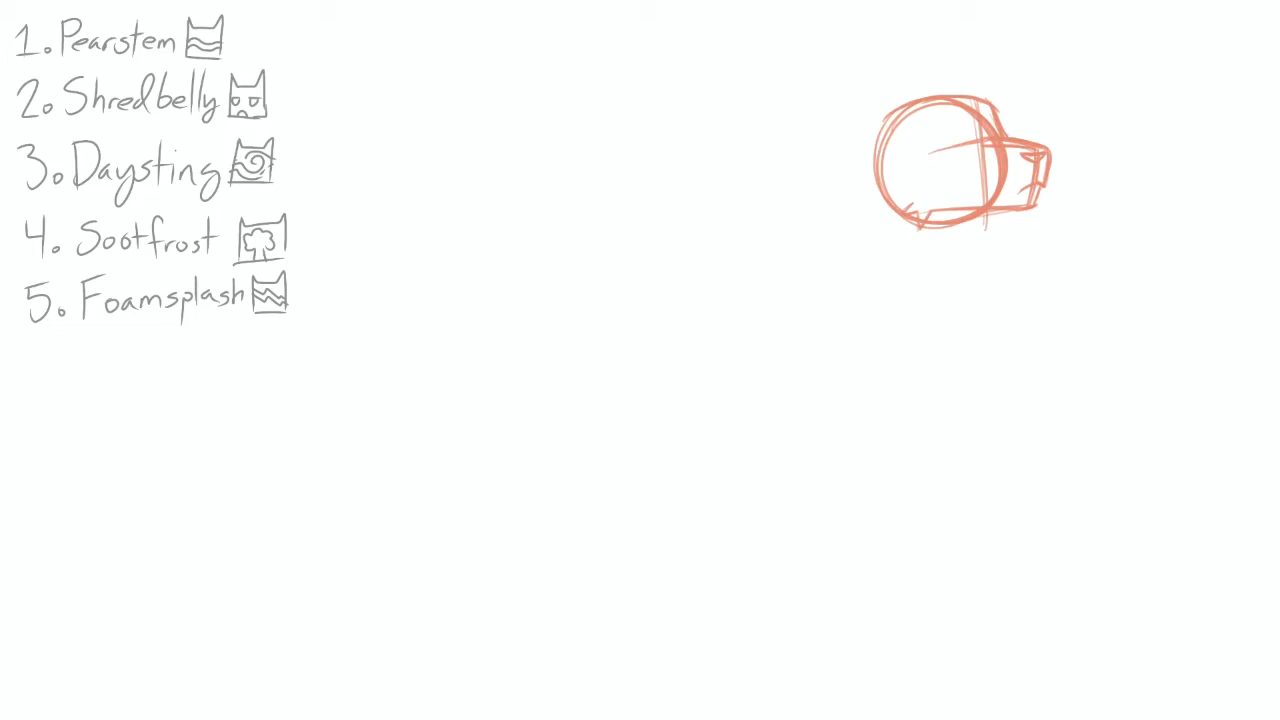 1. Pearstem
2. Shredbelly
3. Daysting
4. Sootfrost
5. Foamsplash